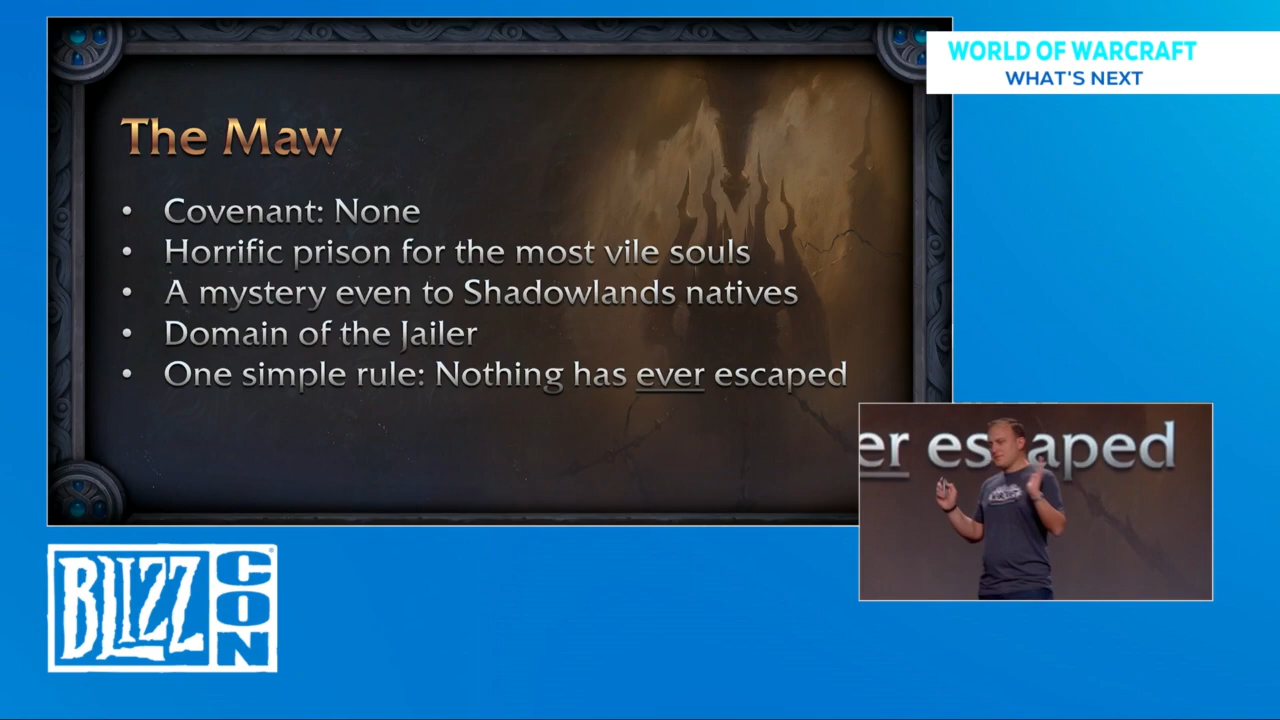 WORLD OF WARCRAFT
WHAT'S NEXT
The Maw
• Covenant: None
• Horrific prison for the most vile souls
• A mystery even to Shadowlands natives
• Domain of the Jailer
• One simple rule: Nothing has ever escaped
er escaped
BLIZZ
CON